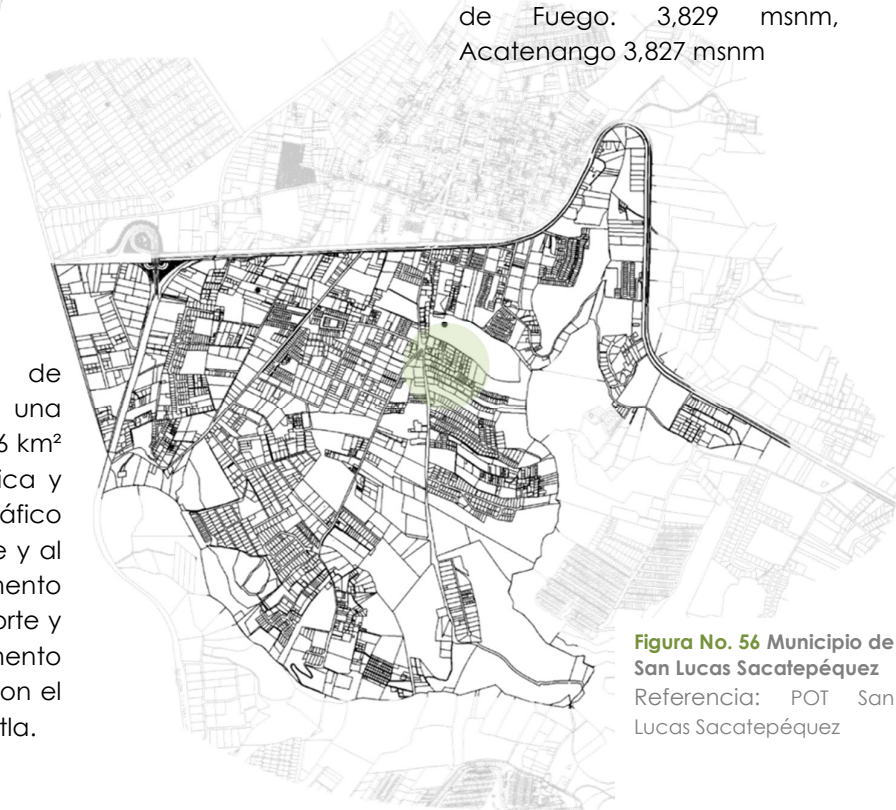 de Fuego. 3,829 msnm,
Acatenango 3,827 msnm
de
una
6 km²
ica y
áfico
e y al
mento
orte y
mento
on el
tla.
Figura No. 56 Municipio de
San Lucas Sacatepéquez
Referencia: POT San
Lucas Sacatepéquez